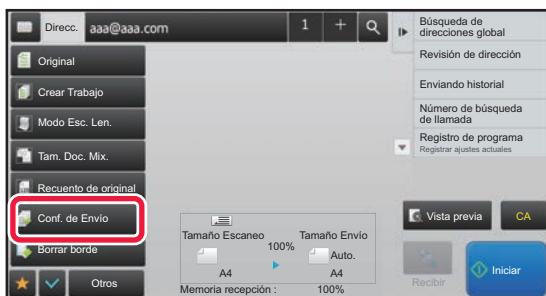 Direcc.
aaa@aaa.com
1
+
Búsqueda de
direcciones global
Original
Revisión de dirección
Crear Trabajo
Enviando historial
Modo Esc. Len.
Número de búsqueda
de llamada
Tam. Doc. Mix.
Registro de programa
Registrar ajustes actuales
Recuento de original
Conf. de Envío
Vista previa
CA
Borrar borde
Tamaño Escaneo
100%
Tamaño Envío
Auto.
A4
A4
Otros
Memoria recepción :
100%
Recibir
Iniciar